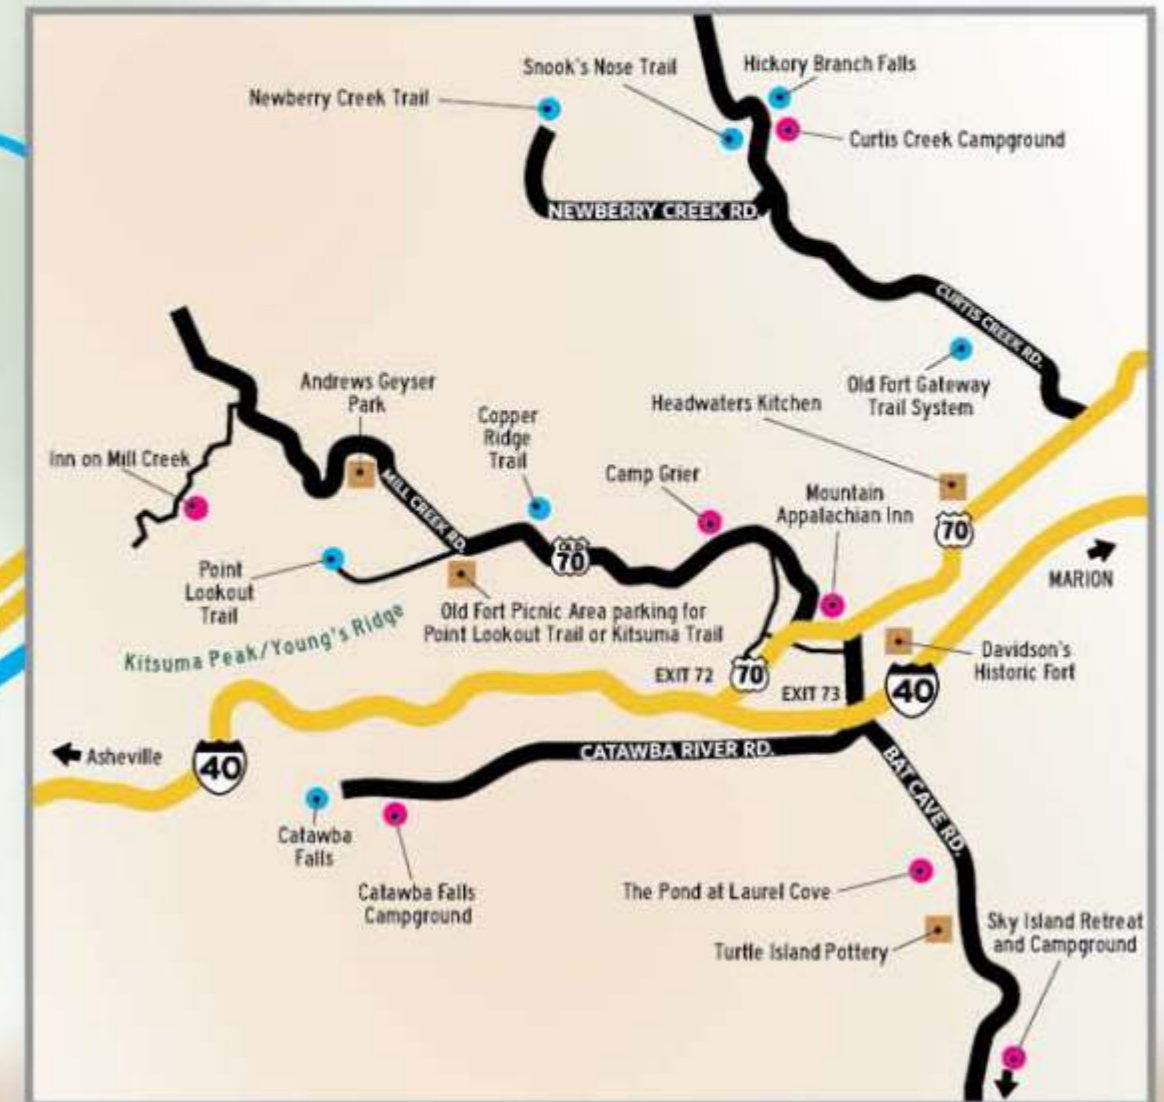 Snook's Nose Trail
Hickory Branch Falls
Newberry Creek Trail
Curtis Creek Campground
NEWBERRY CREEK RD.
CURTIS CREEK RD.
Andrews Geyser
Park
Copper
Ridge
Trail
Headwaters Kitchen
Old Fort Gateway
Trail System
Inn on Mill Creek
MILL CREEK RD.
Camp Grier
Mountain
Appalachian Inn
70
OLD
70
MARION
Point
Lookout
Trail
Old Fort Picnic Area parking for
Point Lookout Trail or Kitsuma Trail
Kitsuma Peak/Young's Ridge
Davidson's
Historic Fort
EXIT 72
70
EXIT 73
40
Asheville
40
CATAWBA RIVER RD.
BAT CAVE RD.
Catawba
Falls
Catawba Falls
Campground
The Pond at Laurel Cove
Turtle Island Pottery
Sky Island Retreat
and Campground